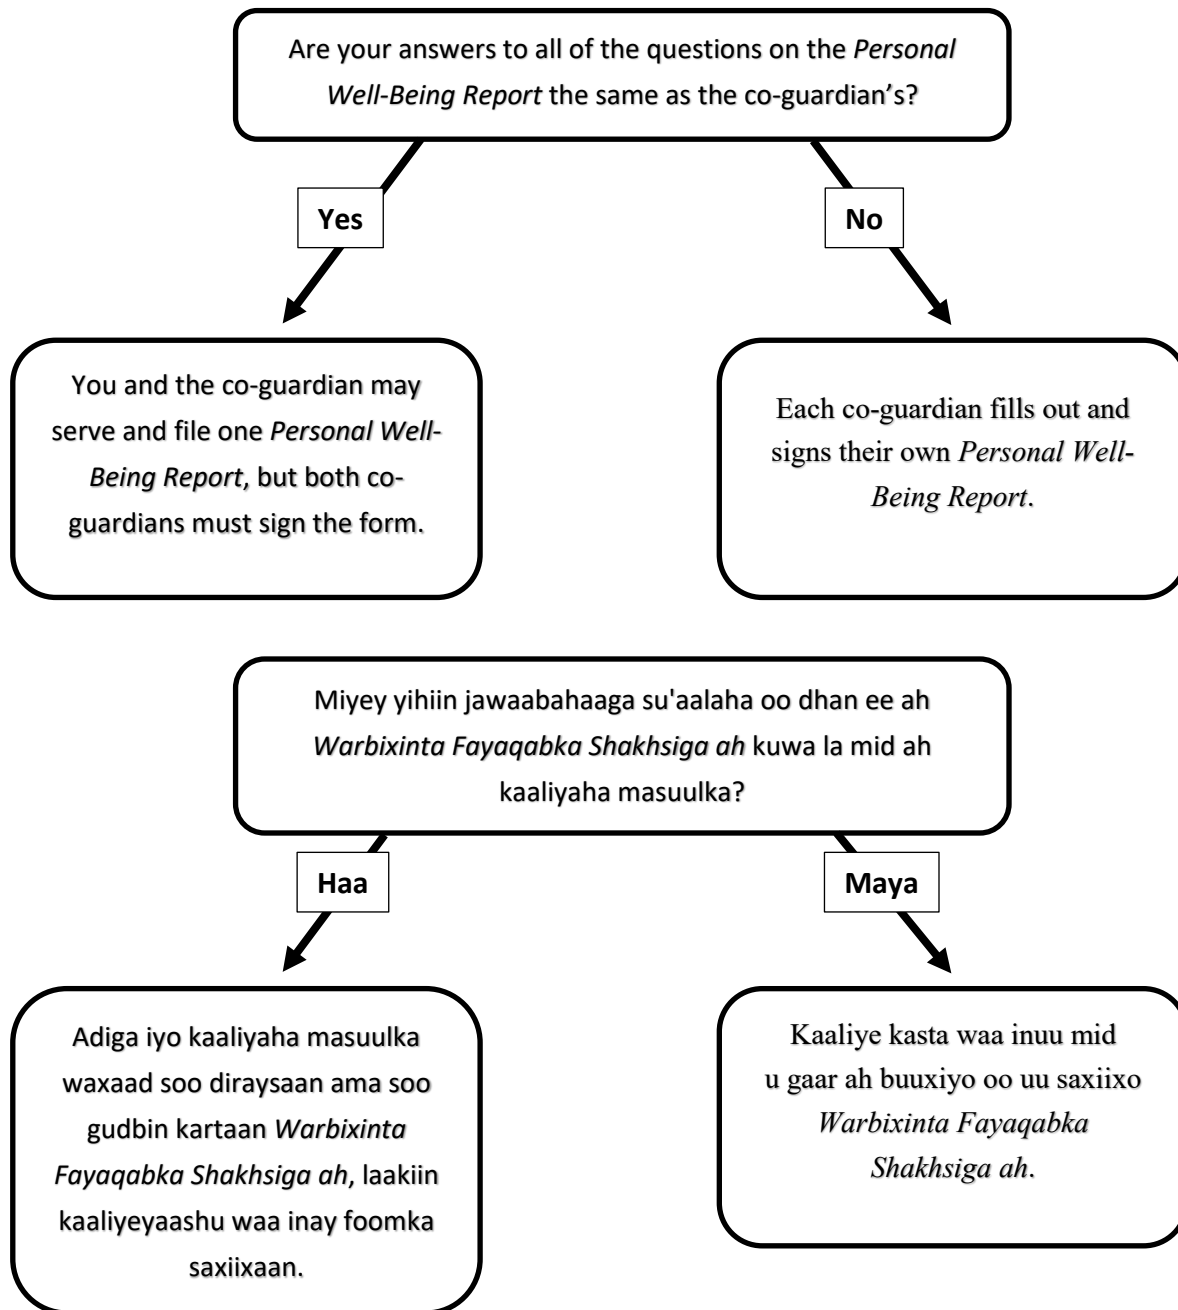 Are your answers to all of the questions on the Personal
Well-Being Report the same as the co-guardian’s?
Yes
No
You and the co-guardian may
serve and file one Personal Well-
Being Report, but both co-
guardians must sign the form.
Each co-guardian fills out and
signs their own Personal Well-
Being Report.
Miyey yihiin jawaabahaaga su'aalaha oo dhan ee ah
Warbixinta Fayaqabka Shakhsiga ah kuwa la mid ah
kaaliyaha masuulka?
Haa
Maya
Adiga iyo kaaliyaha masuulka
waxaad soo diraysaan ama soo
gudbin kartaan Warbixinta
Fayaqabka Shakhsiga ah, laakiin
kaaliyeyaashu waa inay foomka
saxiixaan.
Kaaliye kasta waa inuu mid
u gaar ah buuxiyo oo uu saxiixo
Warbixinta Fayaqabka
Shakhsiga ah.